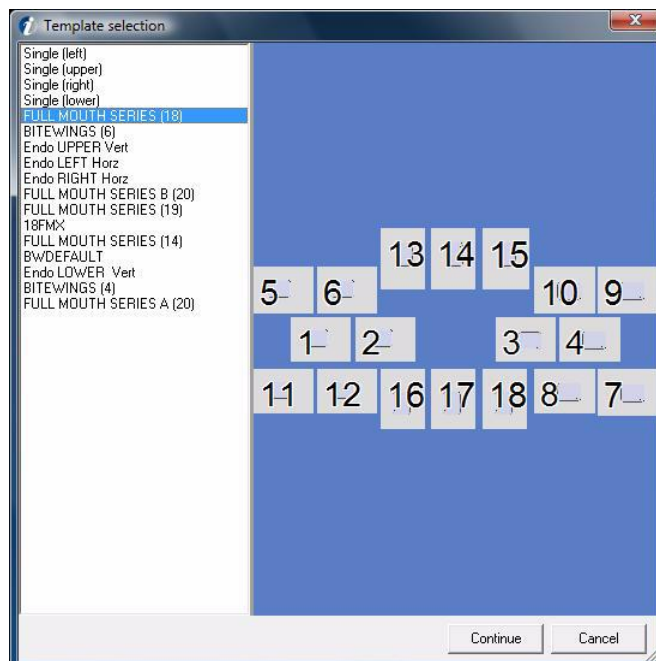 Template selection
Single (left)
Single (upper)
Single (right)
Single (lower)
FULL MOUTH SERIES (18)
BITEWINGS (6)
Endo UPPER Vert
Endo LEFT Horz
Endo RIGHT Horz
FULL MOUTH SERIES B (20)
FULL MOUTH SERIES (19)
18FMX
FULL MOUTH SERIES (14)
BWDEFAULT
Endo LOWER  Vert
BITEWINGS (4)
FULL MOUTH SERIES A (20)
13 14 15
5 6 10 9
1 2 3 4
11 12 16 17 18 8 7
Continue Cancel